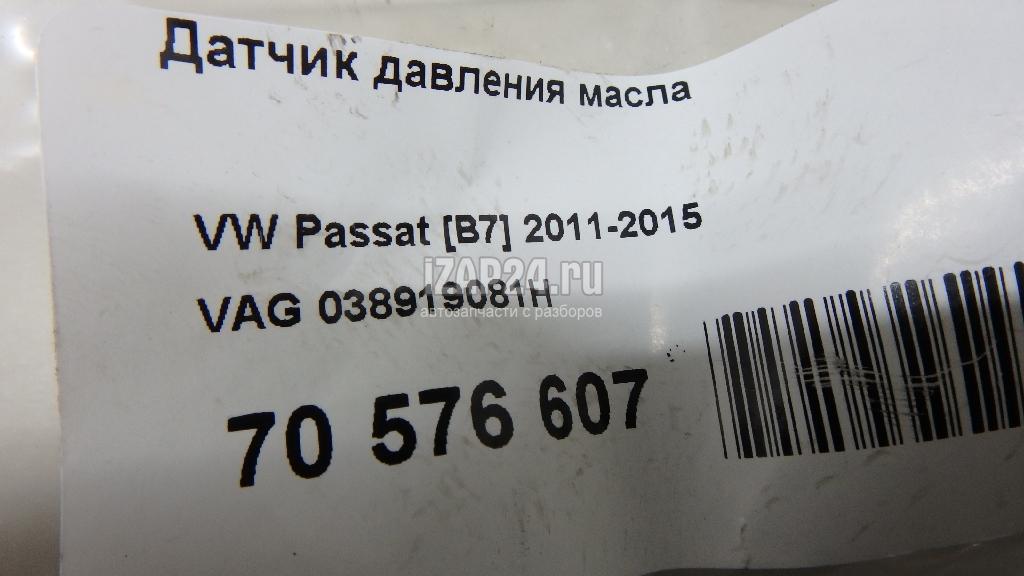 Датчик давления масла
VW Passat [B7] 2011-2015
iZAP24.ru
VAG 038919081H
автозапчасти с разборов
70 576 607